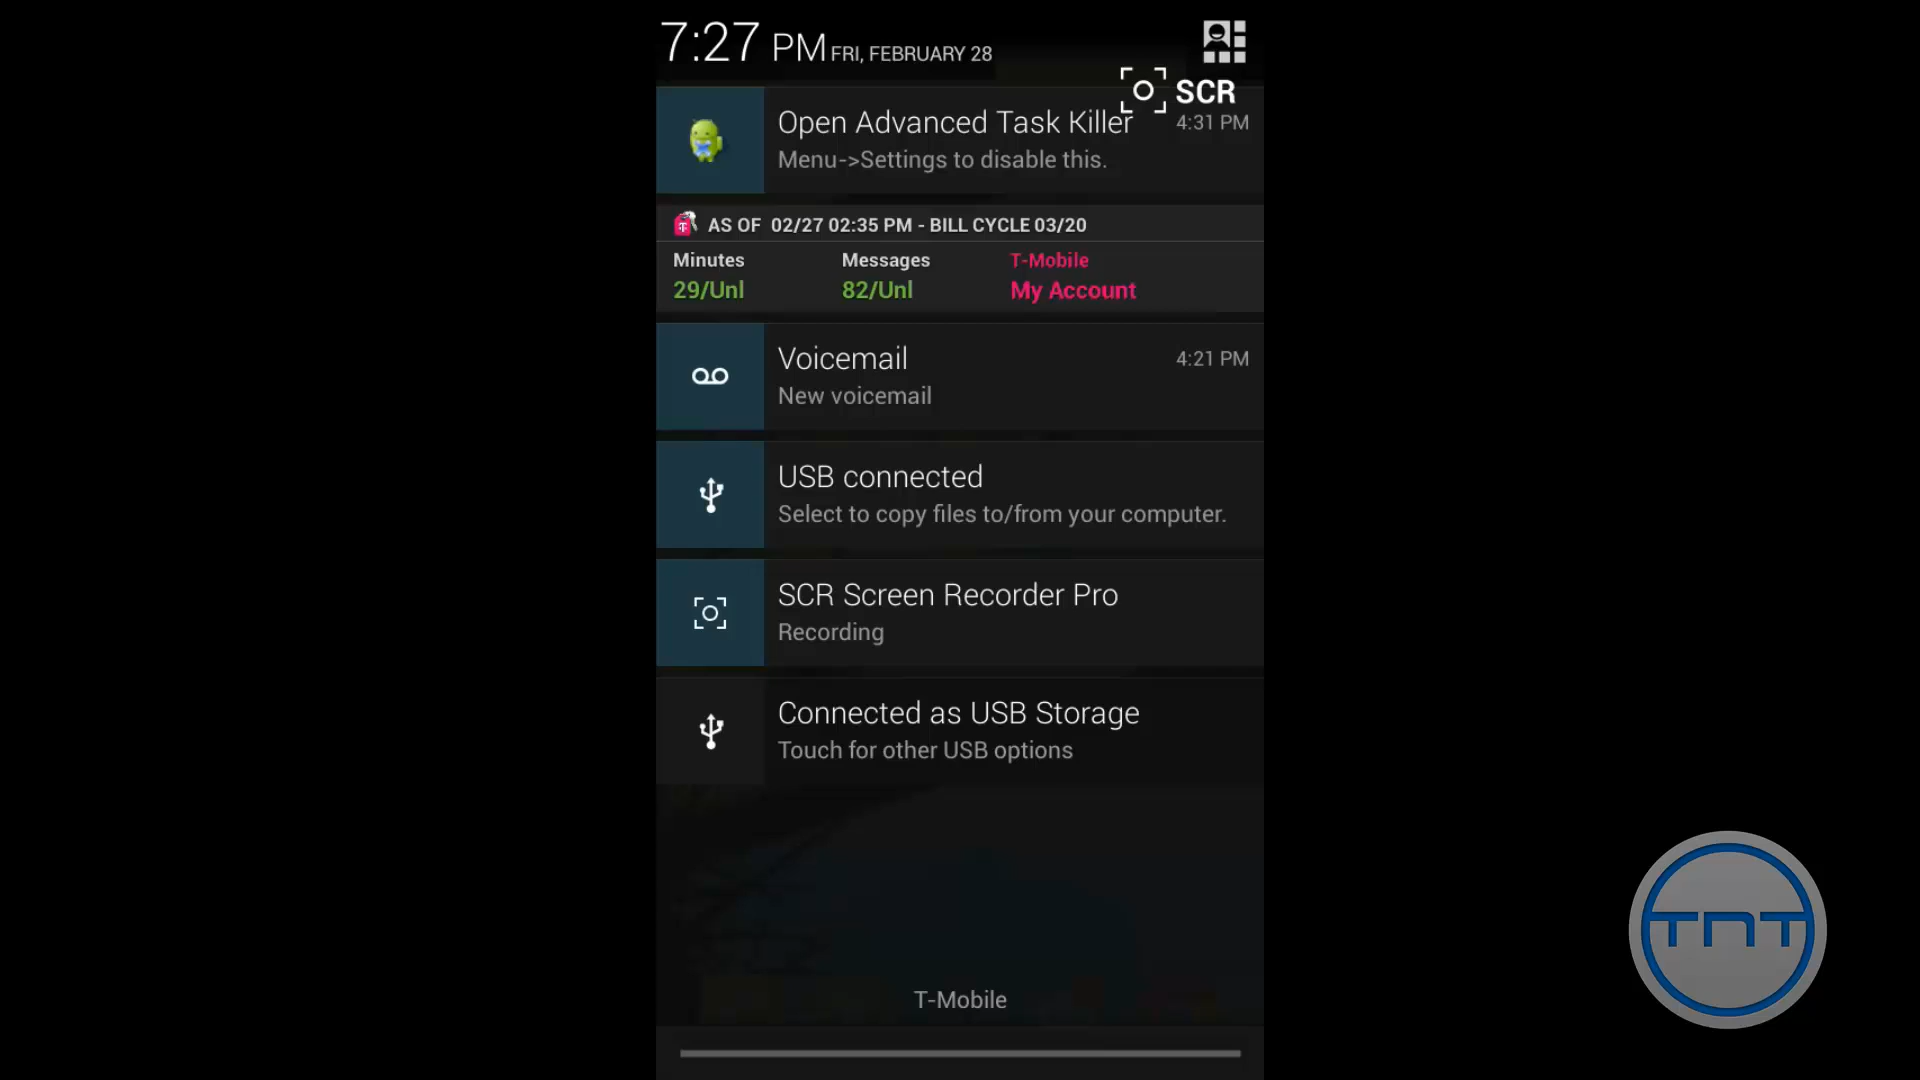 7:27 PM FRI, FEBRUARY 28
SCR
Open Advanced Task Killer 4:31 PM
Menu->Settings to disable this.
AS OF 02/27 02:35 PM - BILL CYCLE 03/20
Minutes Messages T-Mobile
29/Unl 82/Unl My Account
Voicemail 4:21 PM
New voicemail
USB connected
Select to copy files to/from your computer.
SCR Screen Recorder Pro
Recording
Connected as USB Storage
Touch for other USB options
TNT
T-Mobile